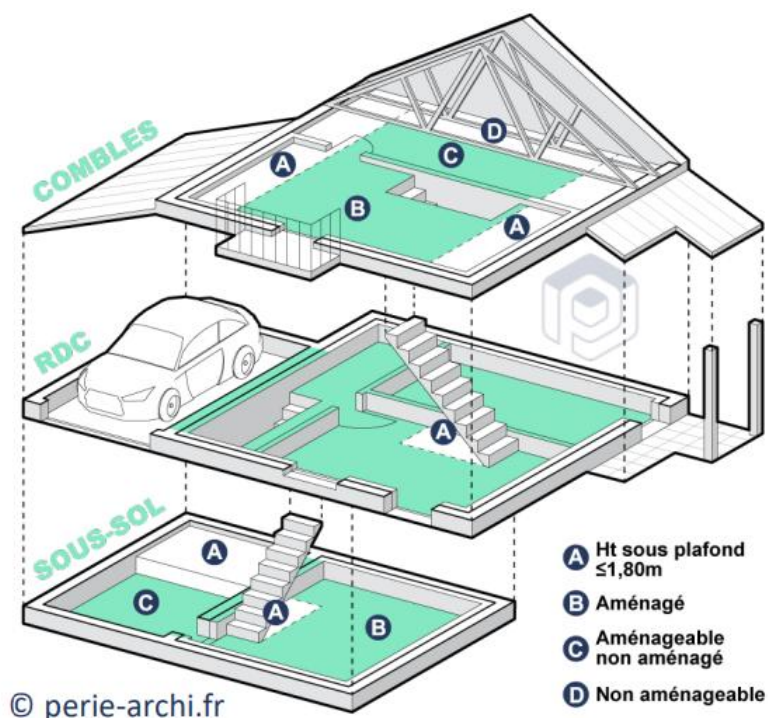 COMBLES
D
A
C
B
A
RDC
A
SOUS-SOL
A
C
A
B
A Ht sous plafond
≤1,80m
B Aménagé
C Aménageable
non aménagé
D Non aménageable
© perie-archi.fr